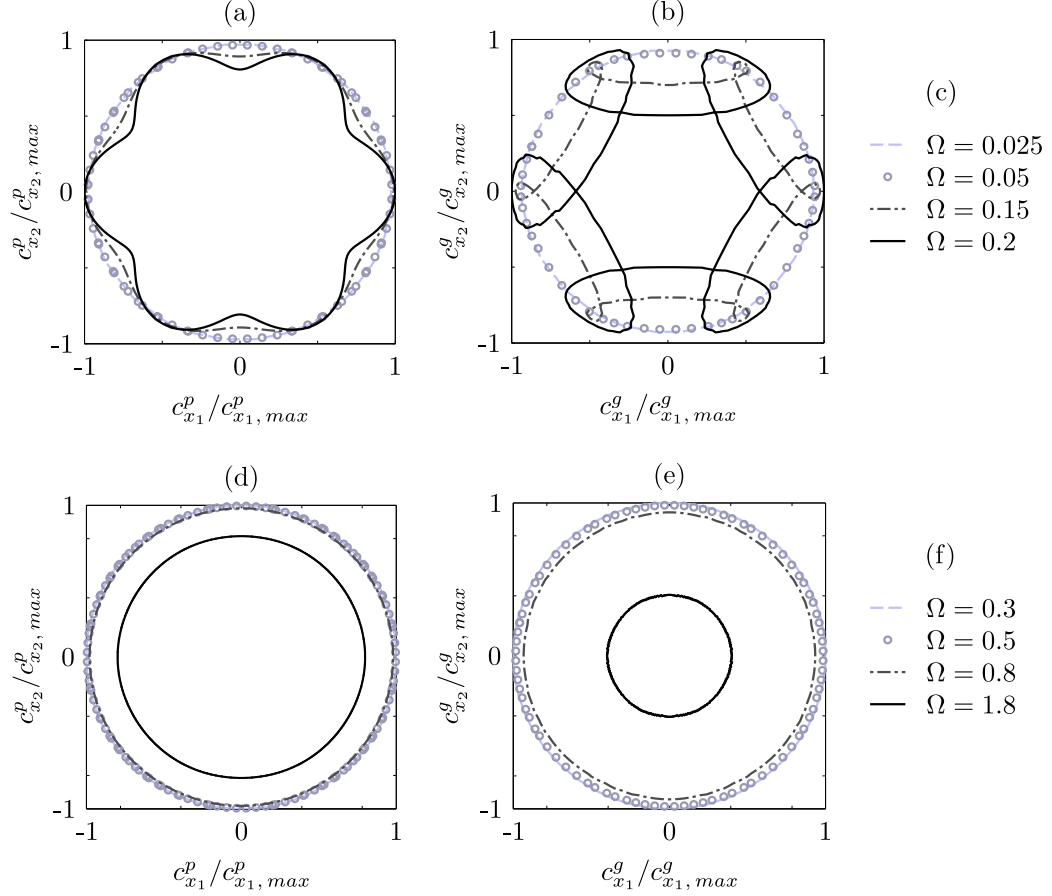 (a)
(b)
1
0
-1
-1
0
1
c^p_{x_2}/c^p_{x_2, max}
c^p_{x_1}/c^p_{x_1, max}
1
0
-1
-1
0
1
c^g_{x_2}/c^g_{x_2, max}
c^g_{x_1}/c^g_{x_1, max}
(c)
Ω = 0.025
Ω = 0.05
Ω = 0.15
Ω = 0.2
(d)
(e)
1
0
-1
-1
0
1
c^p_{x_2}/c^p_{x_2, max}
c^p_{x_1}/c^p_{x_1, max}
1
0
-1
-1
0
1
c^g_{x_2}/c^g_{x_2, max}
c^g_{x_1}/c^g_{x_1, max}
(f)
Ω = 0.3
Ω = 0.5
Ω = 0.8
Ω = 1.8